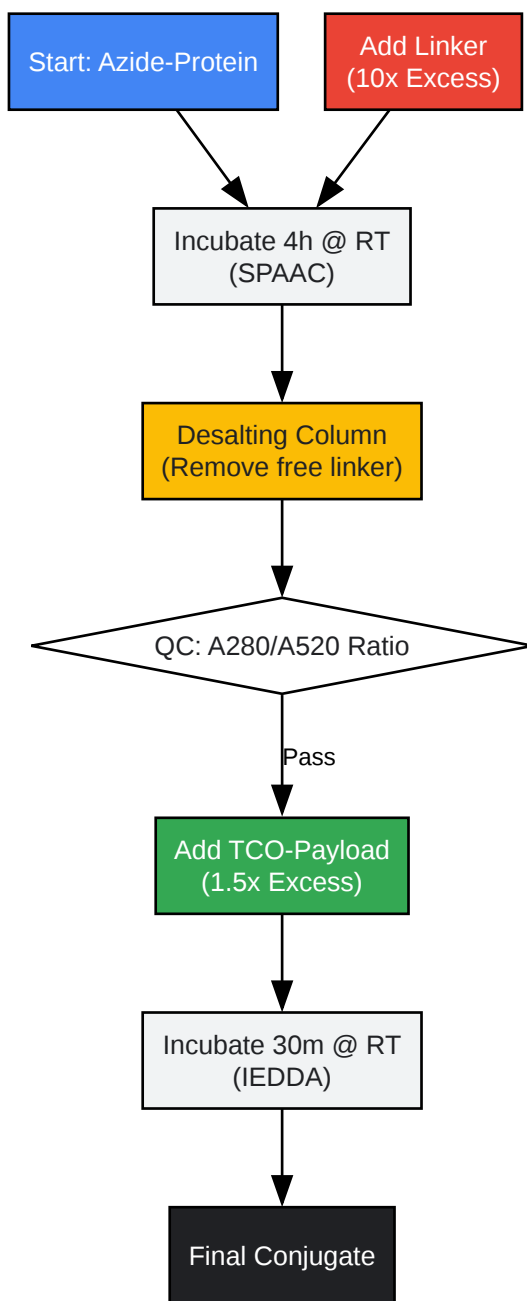 Start: Azide-Protein
Add Linker
(10x Excess)
Incubate 4h @ RT
(SPAAC)
Desalting Column
(Remove free linker)
QC: A280/A520 Ratio
Pass
Add TCO-Payload
(1.5x Excess)
Incubate 30m @ RT
(IEDDA)
Final Conjugate